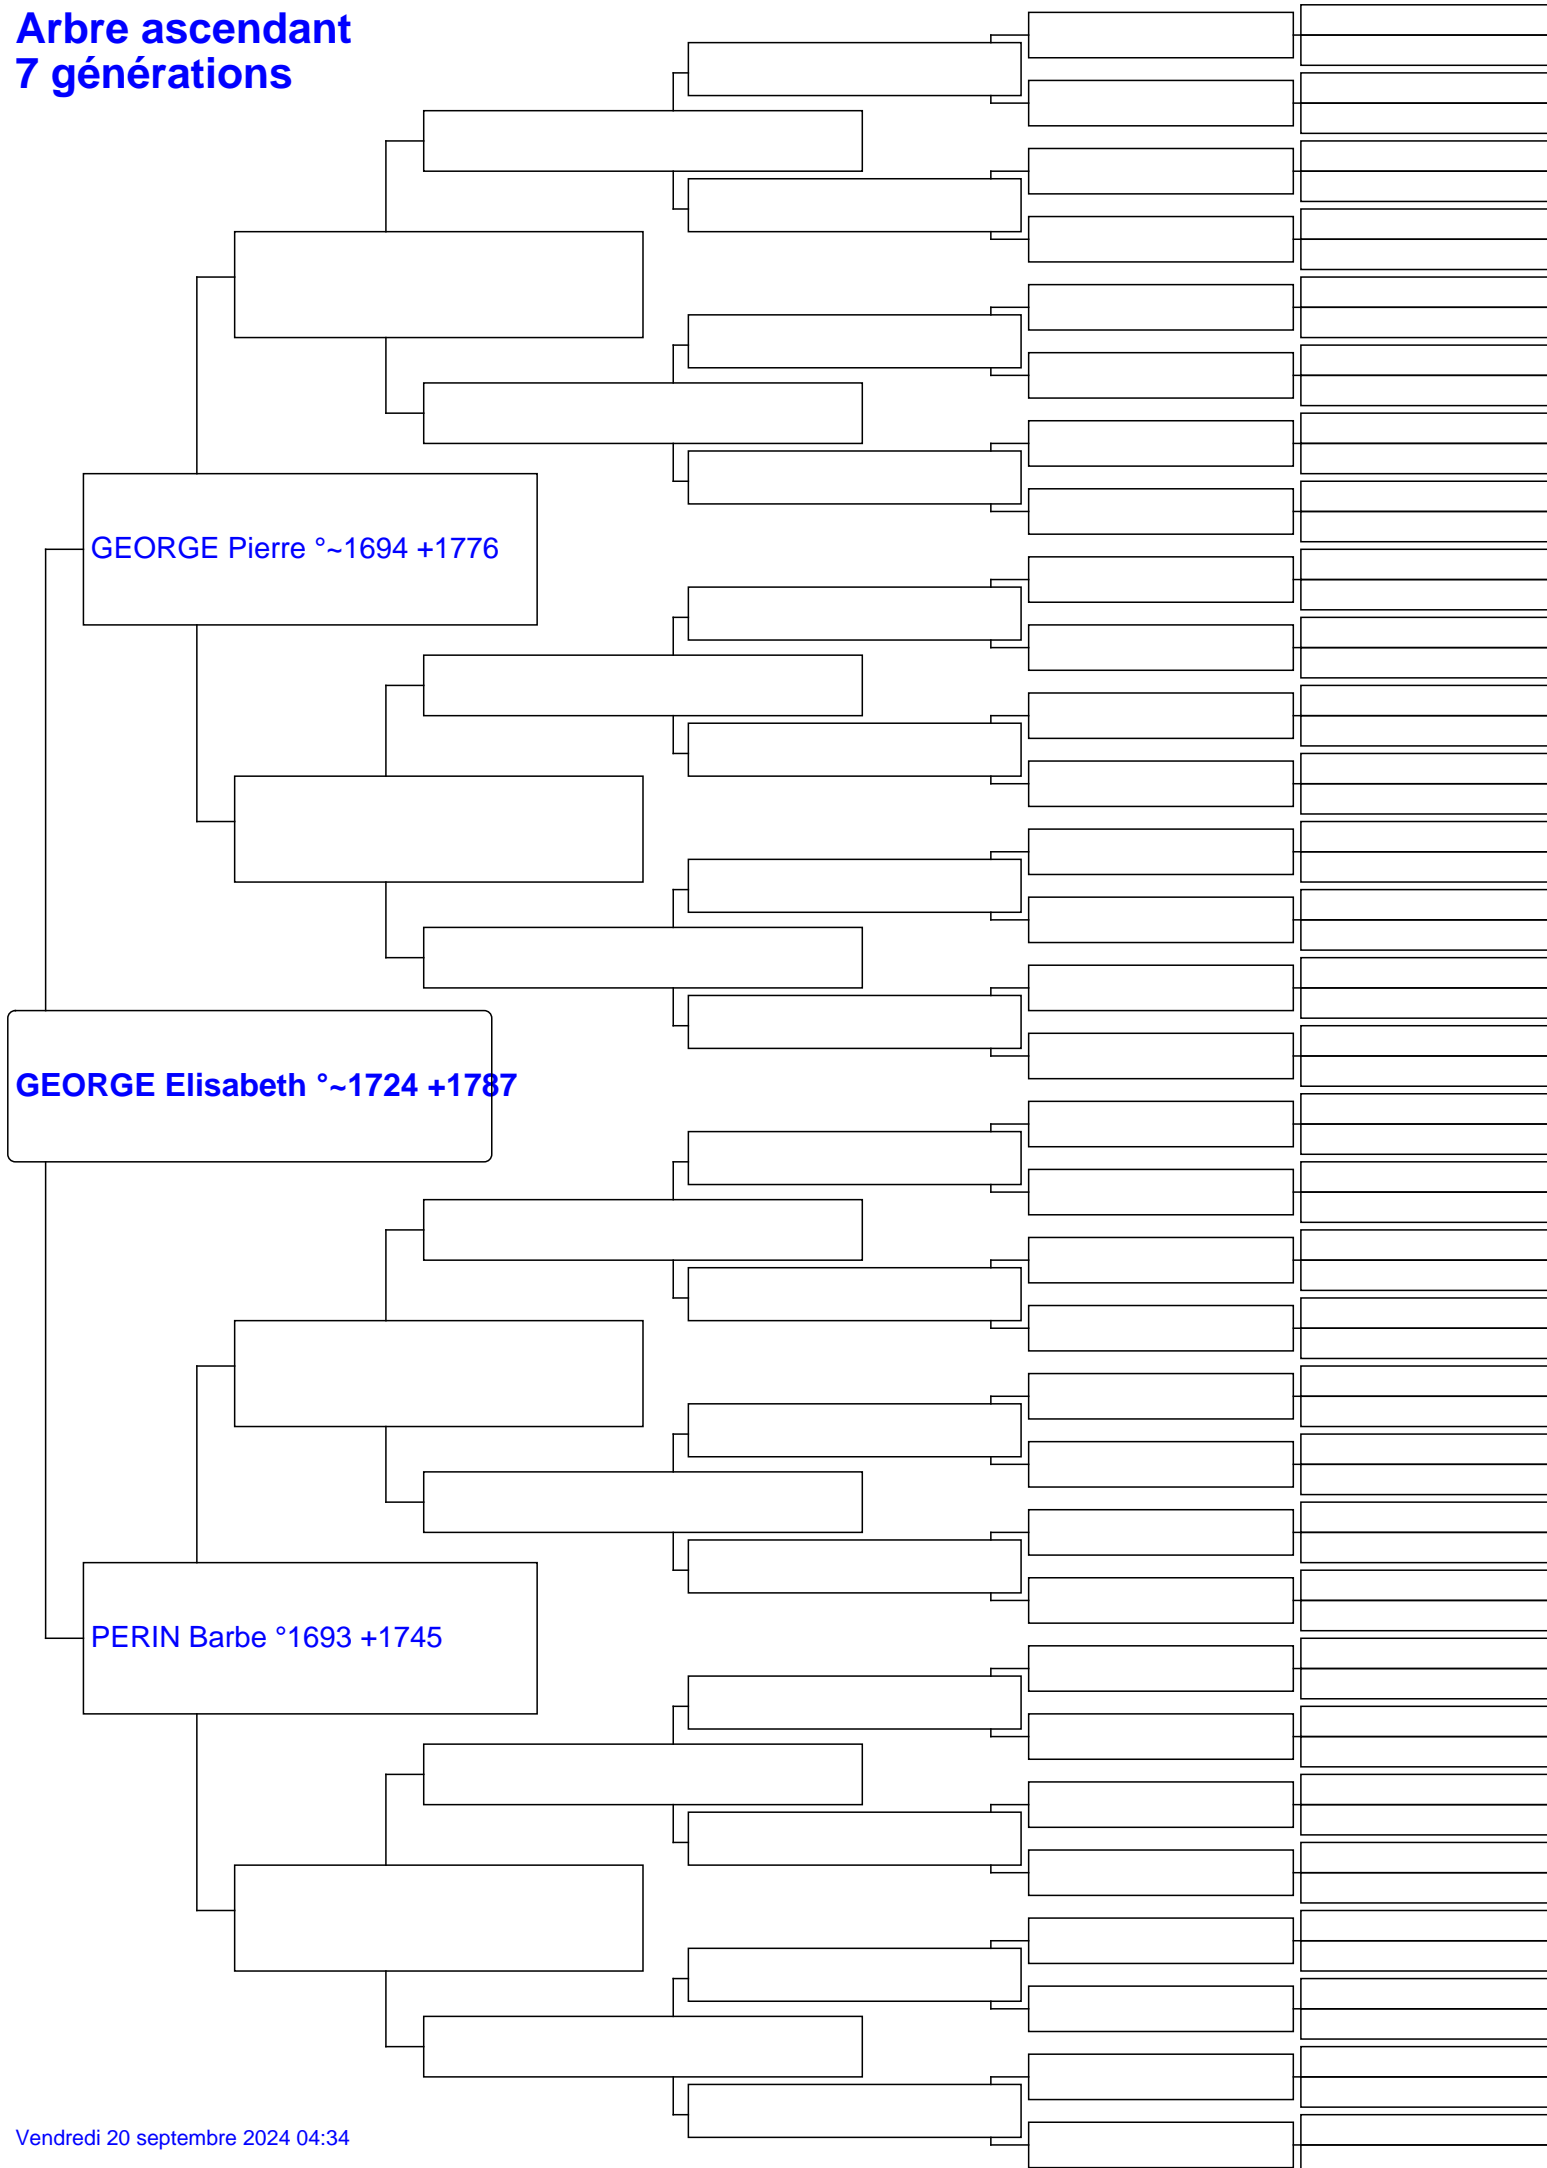 Arbre ascendant
7 générations
GEORGE Pierre °~1694 +1776
GEORGE Elisabeth °~1724 +1787
PERIN Barbe °1693 +1745
Vendredi 20 septembre 2024 04:34